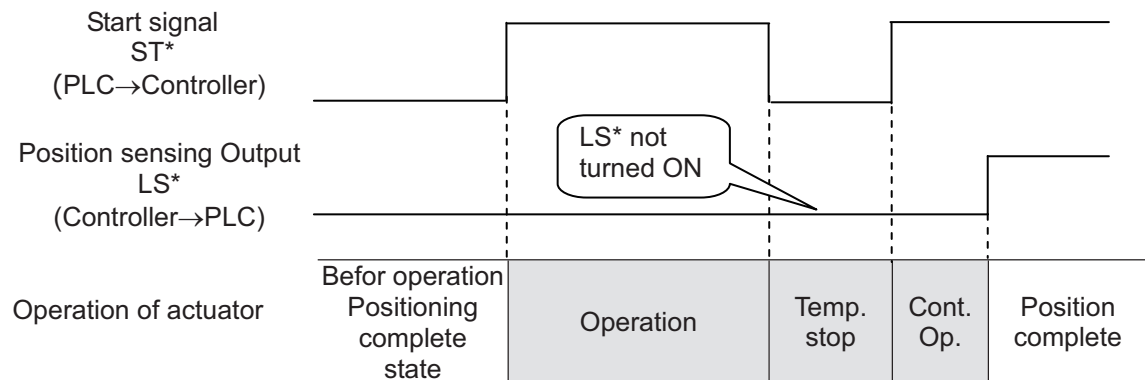 Start signal
ST*
(PLC→Controller)
LS* not
turned ON
Position sensing Output
LS*
(Controller→PLC)
Operation of actuator
Befor operation
Positioning
complete
state
Operation
Temp.
stop
Cont.
Op.
Position
complete